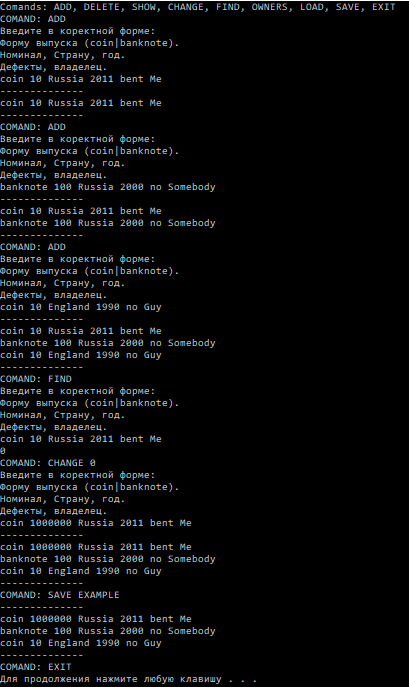 Comands: ADD, DELETE, SHOW, CHANGE, FIND, OWNERS, LOAD, SAVE, EXIT
COMAND: ADD
Введите в коректной форме:
Форму выпуска (coin|banknote).
Номинал, Страну, год.
Дефекты, владелец.
coin 10 Russia 2011 bent Me
--------------
coin 10 Russia 2011 bent Me
--------------
COMAND: ADD
Введите в коректной форме:
Форму выпуска (coin|banknote).
Номинал, Страну, год.
Дефекты, владелец.
banknote 100 Russia 2000 no Somebody
--------------
coin 10 Russia 2011 bent Me
banknote 100 Russia 2000 no Somebody
--------------
COMAND: ADD
Введите в коректной форме:
Форму выпуска (coin|banknote).
Номинал, Страну, год.
Дефекты, владелец.
coin 10 England 1990 no Guy
--------------
coin 10 Russia 2011 bent Me
banknote 100 Russia 2000 no Somebody
coin 10 England 1990 no Guy
--------------
COMAND: FIND
Введите в коректной форме:
Форму выпуска (coin|banknote).
Номинал, Страну, год.
Дефекты, владелец.
coin 10 Russia 2011 bent Me
0
COMAND: CHANGE 0
Введите в коректной форме:
Форму выпуска (coin|banknote).
Номинал, Страну, год.
Дефекты, владелец.
coin 1000000 Russia 2011 bent Me
--------------
coin 1000000 Russia 2011 bent Me
banknote 100 Russia 2000 no Somebody
coin 10 England 1990 no Guy
--------------
COMAND: SAVE EXAMPLE
--------------
coin 1000000 Russia 2011 bent Me
banknote 100 Russia 2000 no Somebody
coin 10 England 1990 no Guy
--------------
COMAND: EXIT
Для продолжения нажмите любую клавишу . . .